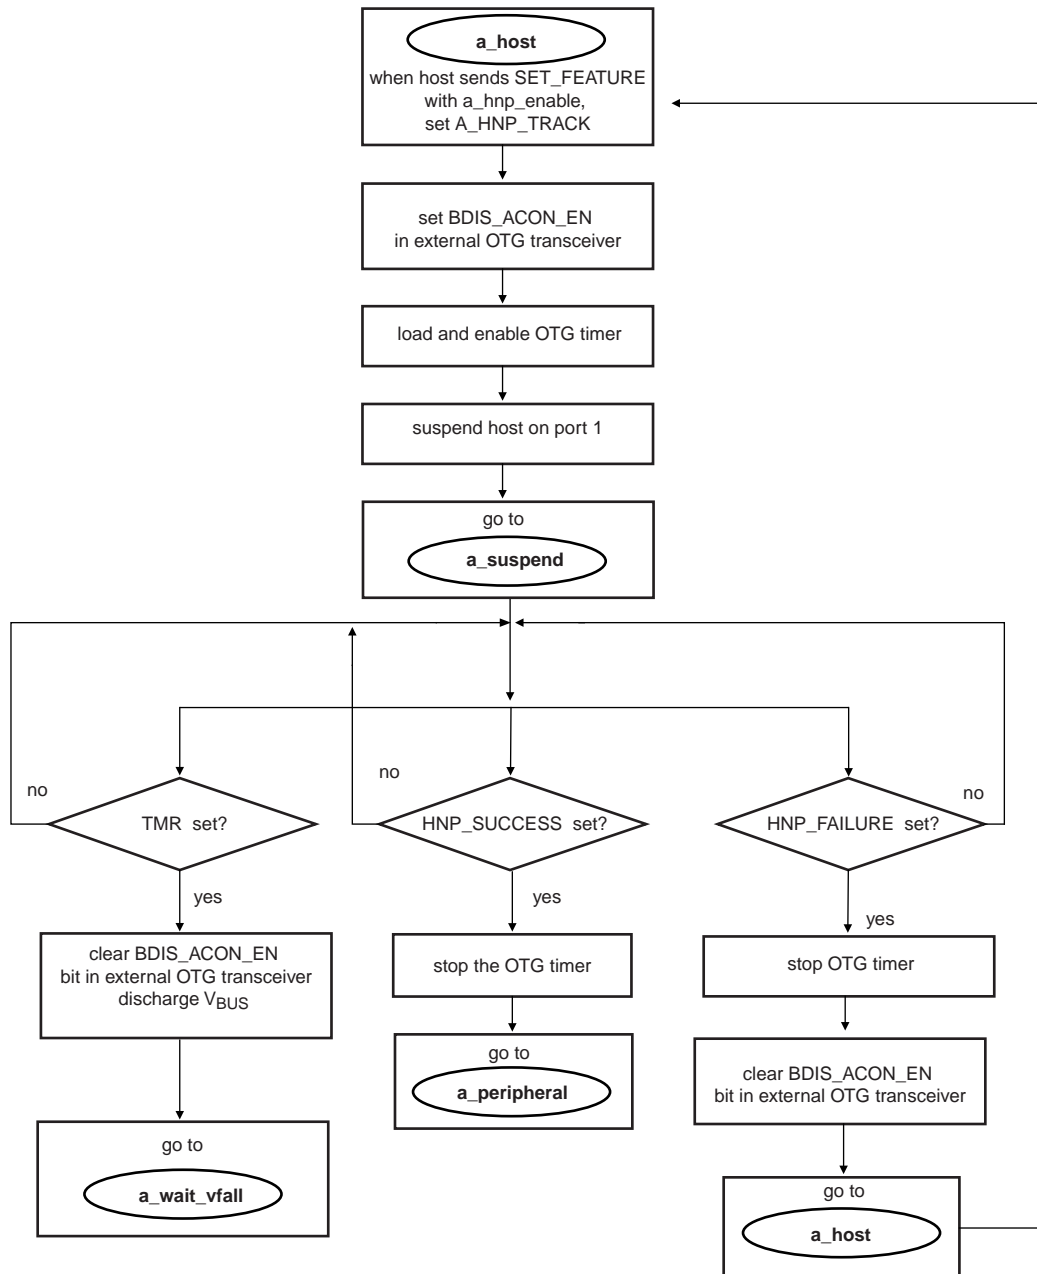 a_host
when host sends SET_FEATURE
with a_hnp_enable,
set A_HNP_TRACK
set BDIS_ACON_EN
in external OTG transceiver
load and enable OTG timer
suspend host on port 1
go to
a_suspend
no
TMR set?
yes
no
HNP_SUCCESS set?
yes
no
HNP_FAILURE set?
yes
clear BDIS_ACON_EN
bit in external OTG transceiver
discharge VBUS
go to
a_wait_vfall
stop the OTG timer
go to
a_peripheral
stop OTG timer
clear BDIS_ACON_EN
bit in external OTG transceiver
go to
a_host